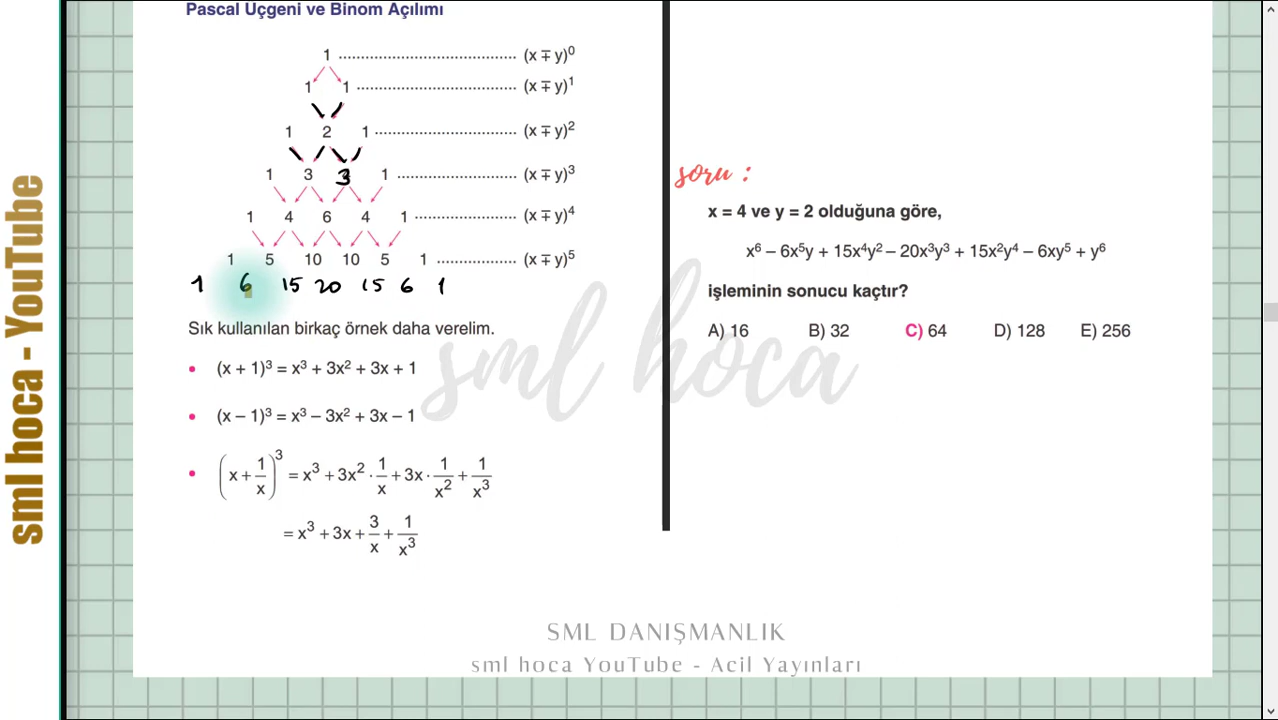 sml hoca - YouTube
Pascal Üçgeni ve Binom Açılımı
1 (x ∓ y)⁰
1 1 (x ∓ y)¹
1 2 1 (x ∓ y)²
1 3 3 1 (x ∓ y)³
1 4 6 4 1 (x ∓ y)⁴
1 5 10 10 5 1 (x ∓ y)⁵
1 6 15 20 15 6 1
Sık kullanılan birkaç örnek daha verelim.
• (x + 1)³ = x³ + 3x² + 3x + 1
• (x – 1)³ = x³ – 3x² + 3x – 1
• (x + 1/x)³ = x³ + 3x² · 1/x + 3x · 1/x² + 1/x³
= x³ + 3x + 3/x + 1/x³
soru :
x = 4 ve y = 2 olduğuna göre,
x⁶ – 6x⁵y + 15x⁴y² – 20x³y³ + 15x²y⁴ – 6xy⁵ + y⁶
işleminin sonucu kaçtır?
A) 16 B) 32 C) 64 D) 128 E) 256
sml hoca
SML DANIŞMANLIK
sml hoca YouTube - Acil Yayınları